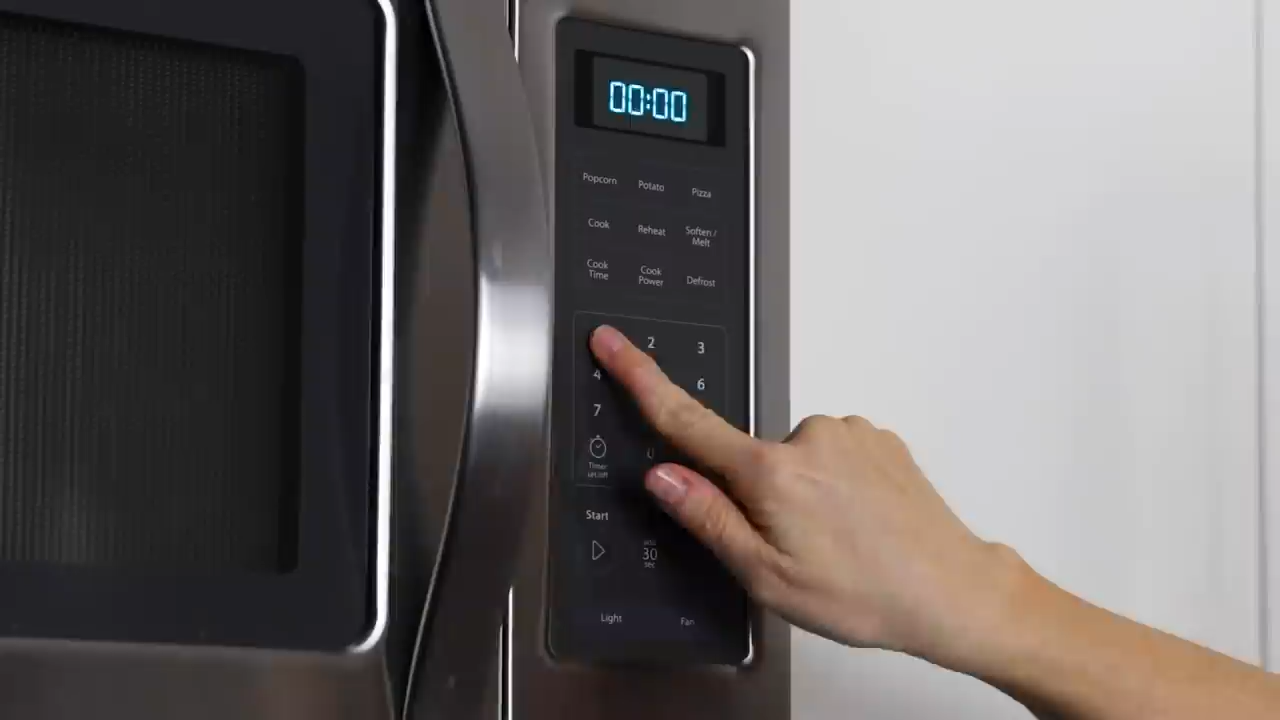 00:00
Popcorn Potato Pizza
Cook Reheat Soften /
Melt
Cook
Time
Cook
Power
Defrost
2 3
4 6
7
0
Timer
Start
30
sec
Light Fan